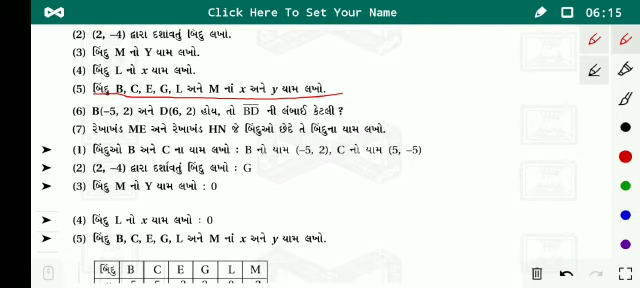 Click Here To Set Your Name
06:15
(2) (2, –4) દ્વારા દર્શાવતું બિંદુ લખો.
(3) બિંદુ M નો Y યામ લખો.
(4) બિંદુ L નો x યામ લખો.
(5) બિંદુ B, C, E, G, L અને M નાં x અને y યામ લખો.
(6) B(–5, 2) અને D(6, 2) હોય, તો BD ની લંબાઈ કેટલી ?
(7) રેખાખંડ ME અને રેખાખંડ HN જે બિંદુઓ છેદે તે બિંદુના યામ લખો.
➤ (1) બિંદુઓ B અને C ના યામ લખો : B નો યામ (–5, 2), C નો યામ (5, –5)
➤ (2) (2, –4) દ્વારા દર્શાવતું બિંદુ લખો : G
➤ (3) બિંદુ M નો Y યામ લખો : 0
➤ (4) બિંદુ L નો x યામ લખો : 0
➤ (5) બિંદુ B, C, E, G, L અને M નાં x અને y યામ લખો.
બિંદુ B C E G L M